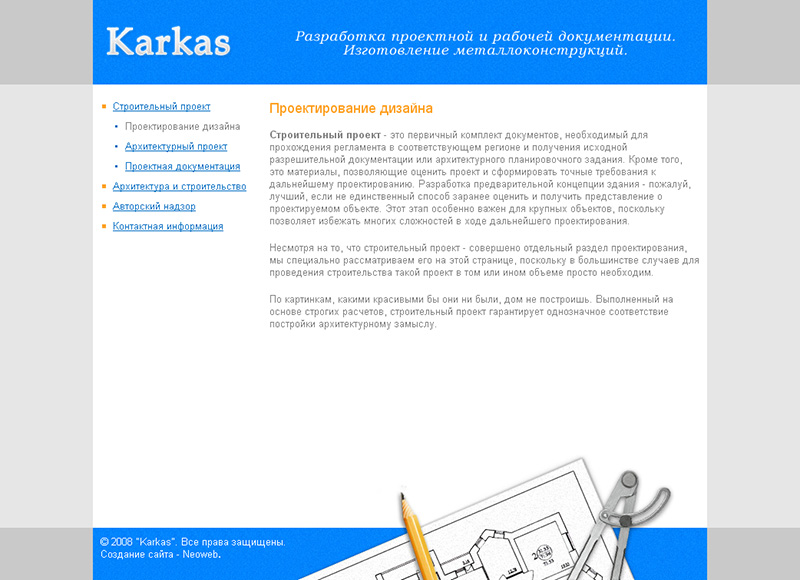 Karkas
Разработка проектной и рабочей документации.
Изготовление металлоконструкций.
Строительный проект
Проектирование дизайна
Архитектурный проект
Проектная документация
Архитектура и строительство
Авторский надзор
Контактная информация
Проектирование дизайна
Строительный проект - это первичный комплект документов, необходимый для
прохождения регламента в соответствующем регионе и получения исходной
разрешительной документации или архитектурного планировочного задания. Кроме того,
это материалы, позволяющие оценить проект и сформировать точные требования к
дальнейшему проектированию. Разработка предварительной концепции здания - пожалуй,
лучший, если не единственный способ заранее оценить и получить представление о
проектируемом объекте. Этот этап особенно важен для крупных объектов, поскольку
позволяет избежать многих сложностей в ходе дальнейшего проектирования.
Несмотря на то, что строительный проект - совершено отдельный раздел проектирования,
мы специально рассматриваем его на этой странице, поскольку в большинстве случаев для
проведения строительства такой проект в том или ином объеме просто необходим.
По картинкам, какими красивыми бы они ни были, дом не построишь. Выполненный на
основе строгих расчетов, строительный проект гарантирует однозначное соответствие
постройки архитектурному замыслу.
© 2008 "Karkas". Все права защищены.
Создание сайта - Neoweb.